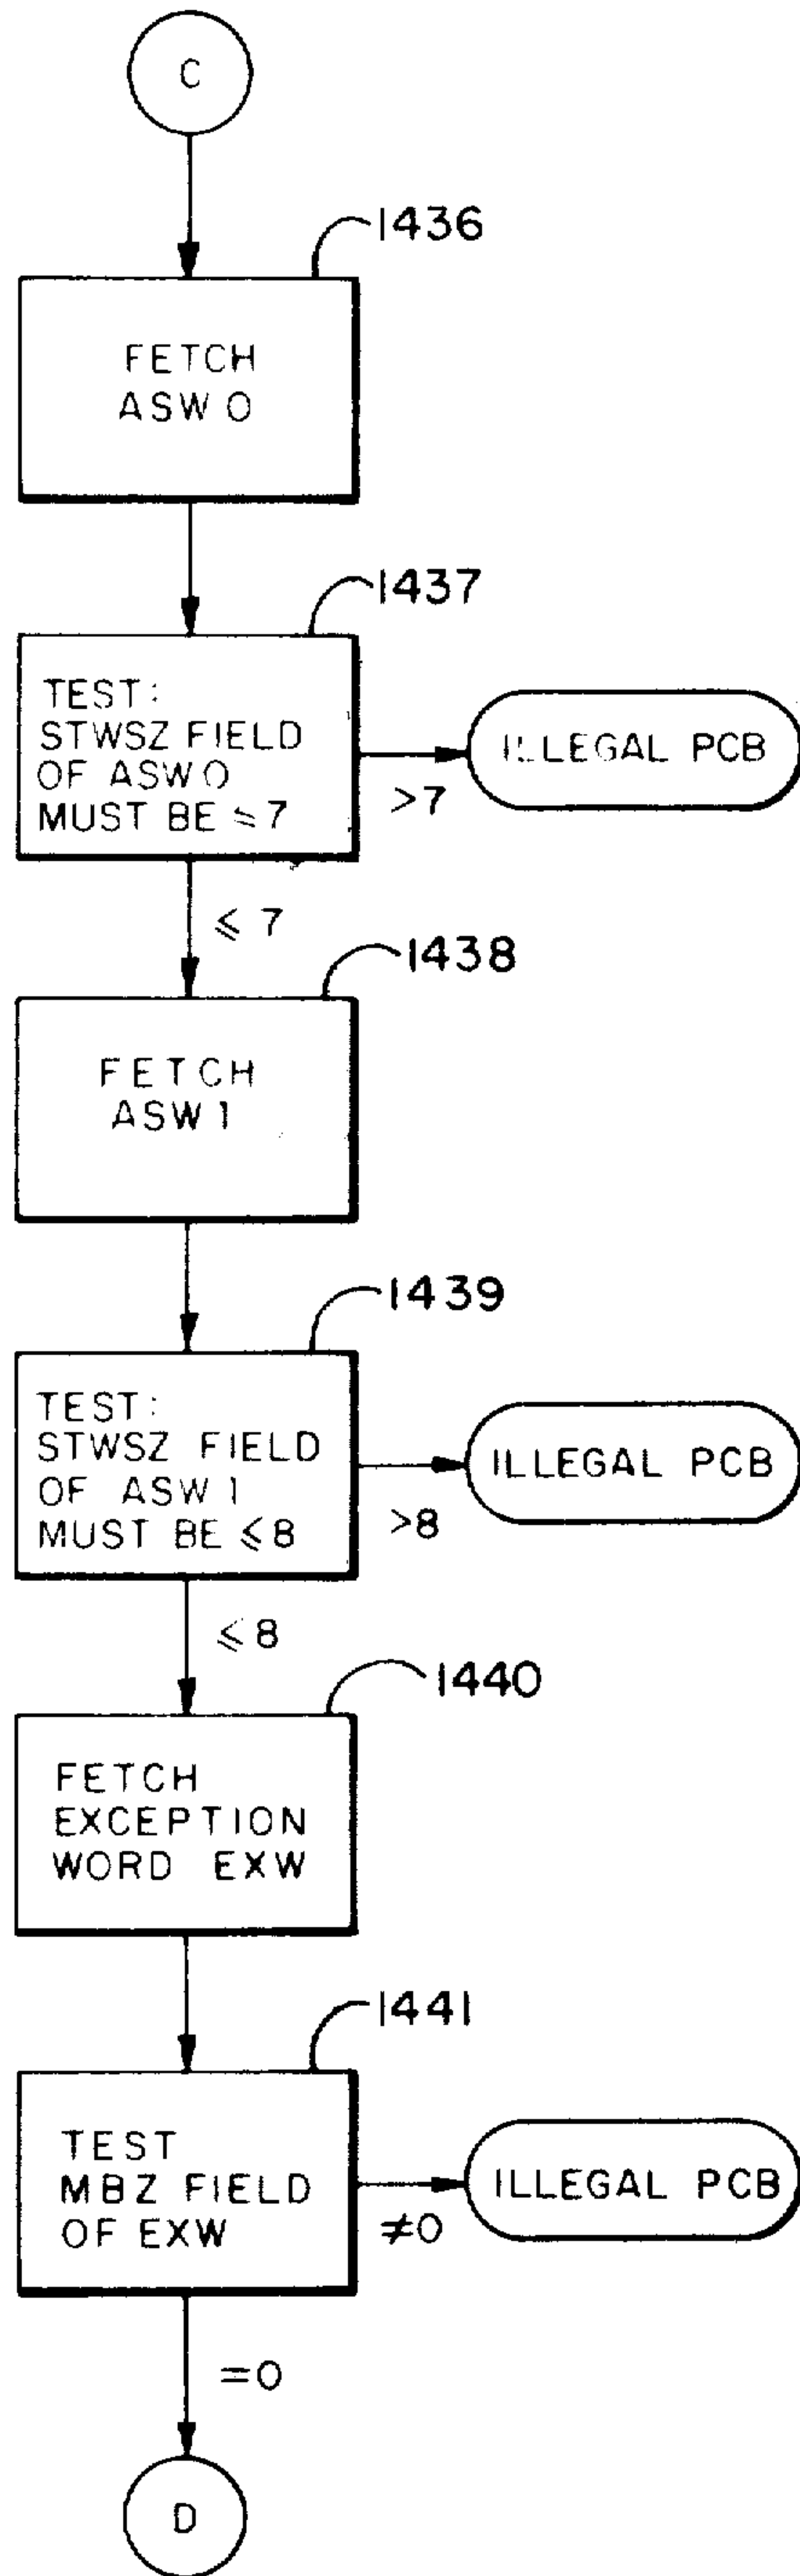 C
1436
FETCH
ASW 0
1437
TEST:
STWSZ FIELD
OF ASW 0
MUST BE ≤ 7
>7
ILLEGAL PCB
≤ 7
1438
FETCH
ASW 1
1439
TEST:
STWSZ FIELD
OF ASW 1
MUST BE ≤ 8
>8
ILLEGAL PCB
≤ 8
1440
FETCH
EXCEPTION
WORD EXW
1441
TEST
MBZ FIELD
OF EXW
≠0
ILLEGAL PCB
=0
D